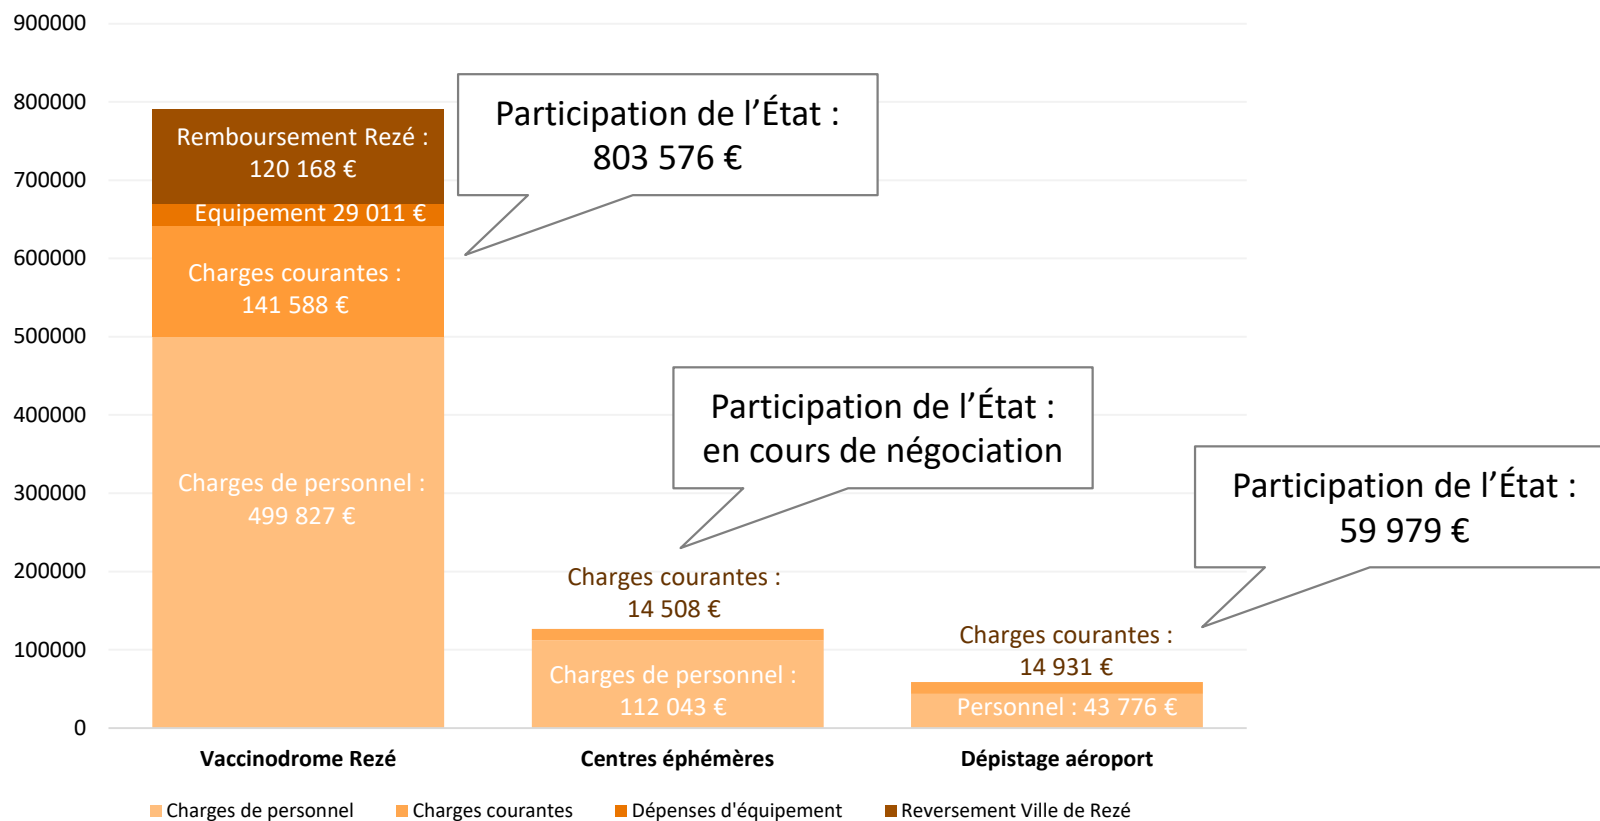 900000
800000
700000
600000
500000
400000
300000
200000
100000
0
Remboursement Rezé :
120 168 €
Equipement 29 011 €
Charges courantes :
141 588 €
Charges de personnel :
499 827 €
Participation de l’État :
803 576 €
Participation de l’État :
en cours de négociation
Charges courantes :
14 508 €
Charges de personnel :
112 043 €
Participation de l’État :
59 979 €
Charges courantes :
14 931 €
Personnel : 43 776 €
Vaccinodrome Rezé
Centres éphémères
Dépistage aéroport
Charges de personnel
Charges courantes
Dépenses d'équipement
Reversement Ville de Rezé